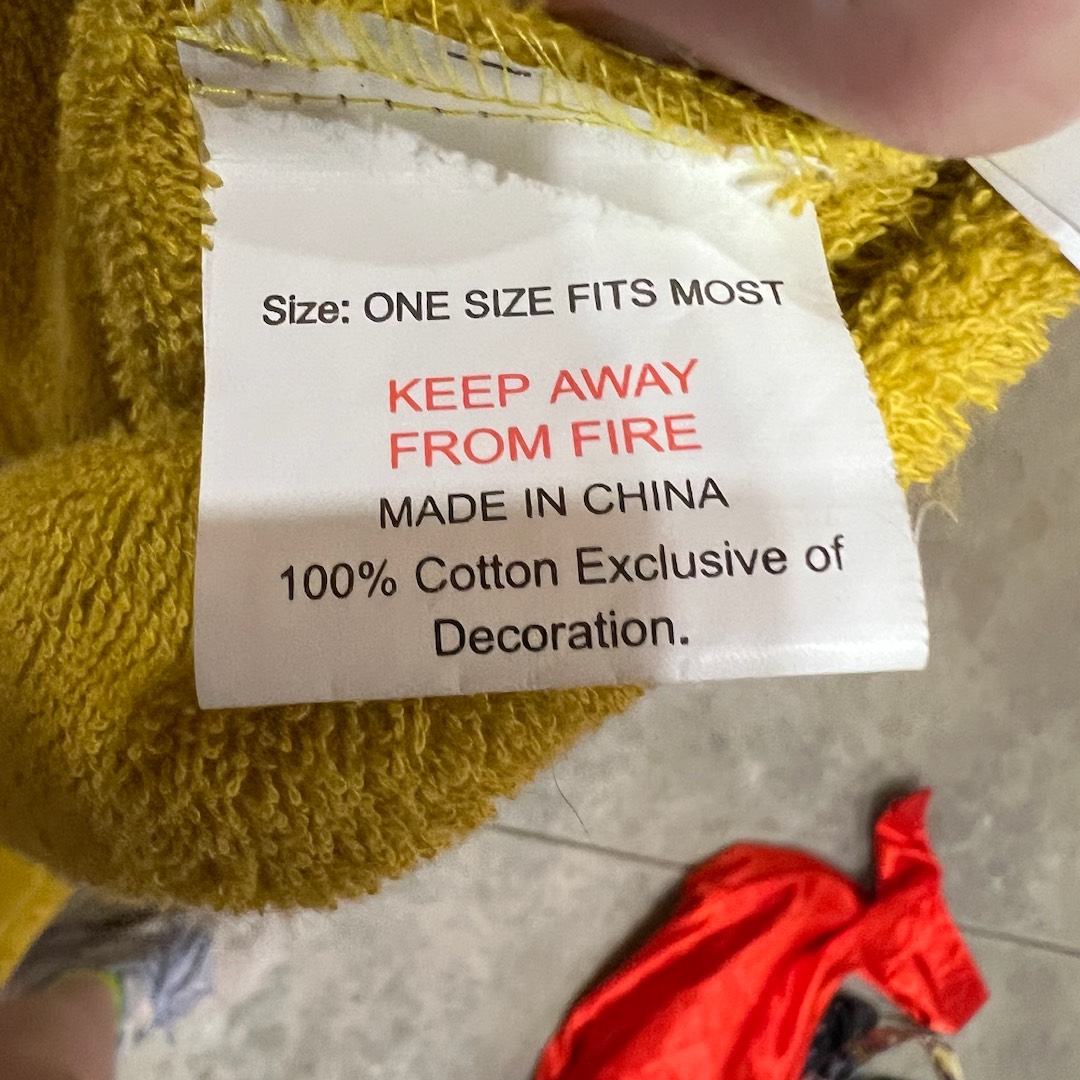 Size: ONE SIZE FITS MOST
KEEP AWAY
FROM FIRE
MADE IN CHINA
100% Cotton Exclusive of
Decoration.